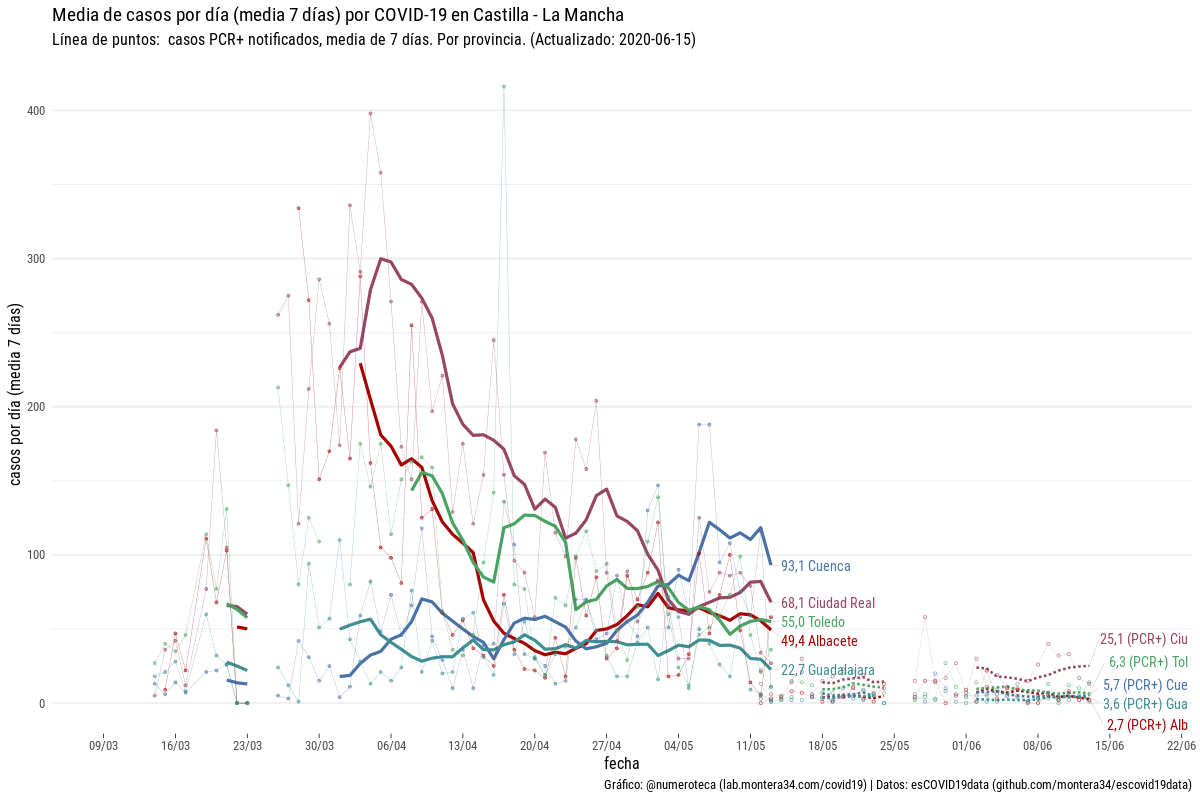 Media de casos por día (media 7 días) por COVID-19 en Castilla - La Mancha
Línea de puntos:  casos PCR+ notificados, media de 7 días. Por provincia. (Actualizado: 2020-06-15)
casos por día (media 7 días)
400
300
200
100
0
93,1 Cuenca
68,1 Ciudad Real
55,0 Toledo
49,4 Albacete
22,7 Guadalajara
25,1 (PCR+) Ciu
6,3 (PCR+) Tol
5,7 (PCR+) Cue
3,6 (PCR+) Gua
2,7 (PCR+) Alb
09/03 16/03 23/03 30/03 06/04 13/04 20/04 27/04 04/05 11/05 18/05 25/05 01/06 08/06 15/06 22/06
fecha
Gráfico: @numeroteca (lab.montera34.com/covid19) | Datos: esCOVID19data (github.com/montera34/escovid19data)